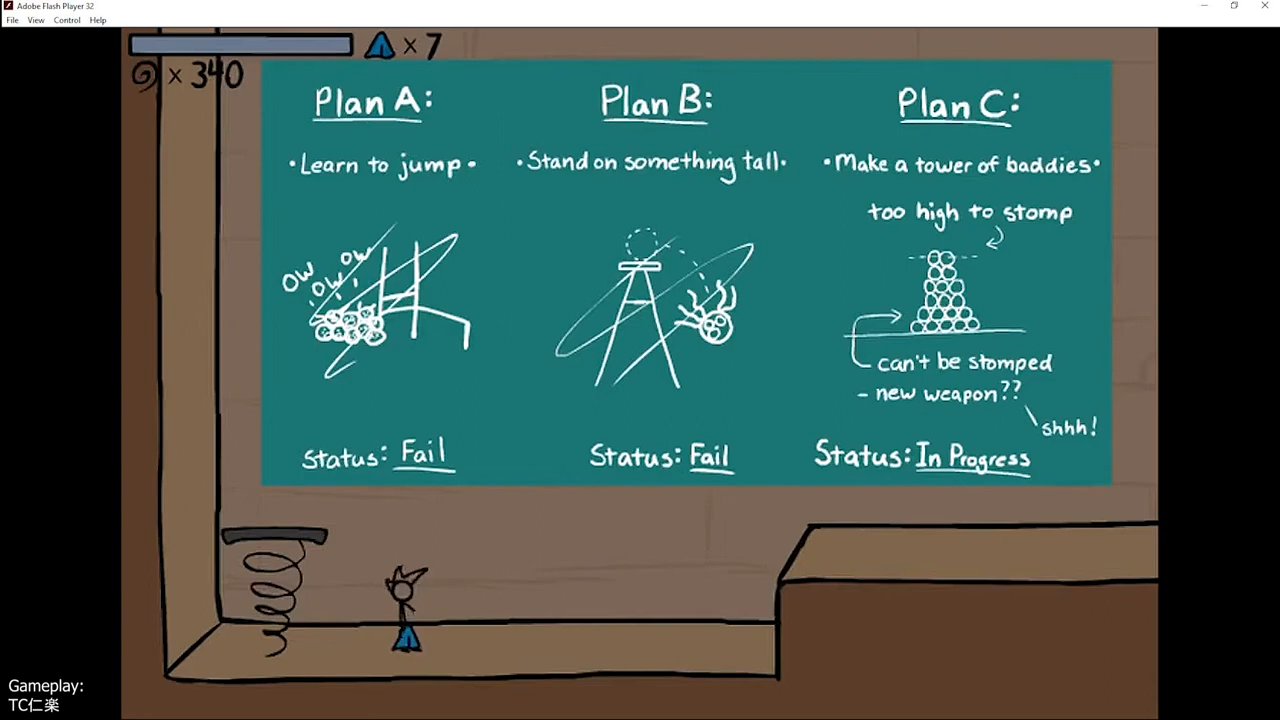 Adobe Flash Player 32
File View Control Help
× 7
× 340
Plan A:
• Learn to jump •
ow
ow
ow
Status: Fail
Plan B:
• Stand on something tall •
Status: Fail
Plan C:
• Make a tower of baddies •
too high to stomp
can't be stomped
- new weapon??
shhh!
Status: In Progress
Gameplay:
TC仁楽